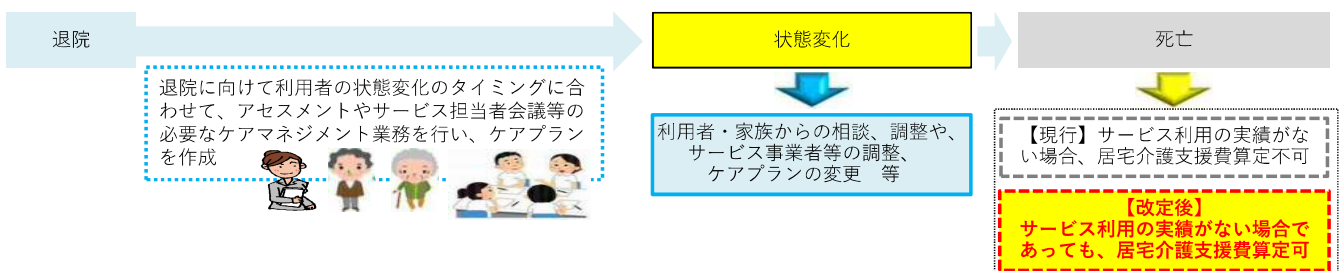 退院
状態変化
死亡
退院に向けて利用者の状態変化のタイミングに合
わせて、アセスメントやサービス担当者会議等の
必要なケアマネジメント業務を行い、ケアプラン
を作成
利用者・家族からの相談、調整や、
サービス事業者等の調整、
ケアプランの変更　等
【現行】サービス利用の実績がな
い場合、居宅介護支援費算定不可
【改定後】
サービス利用の実績がない場合で
あっても、居宅介護支援費算定可